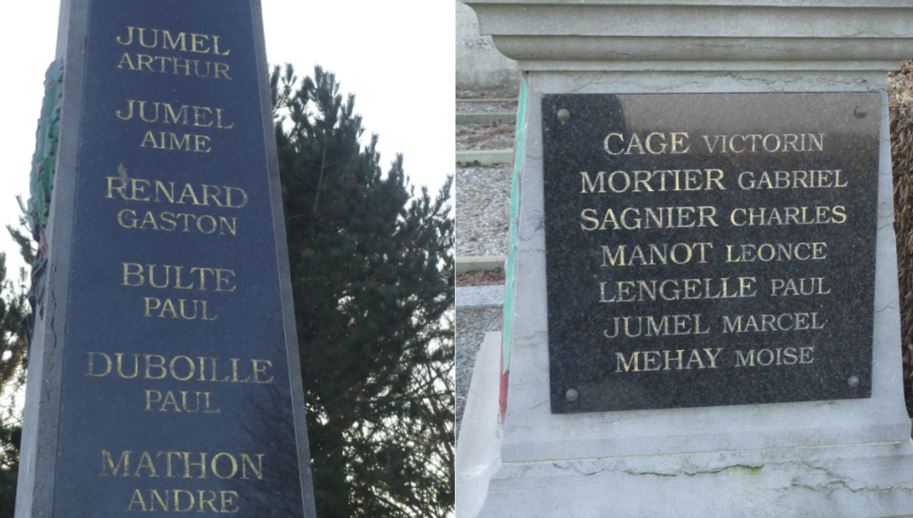 JUMEL
ARTHUR
JUMEL
AIME
RENARD
GASTON
BULTE
PAUL
DUBOILLE
PAUL
MATHON
ANDRE
CAGE VICTORIN
MORTIER GABRIEL
SAGNIER CHARLES
MANOT LEONCE
LENGELLE PAUL
JUMEL MARCEL
MEHAY MOISE